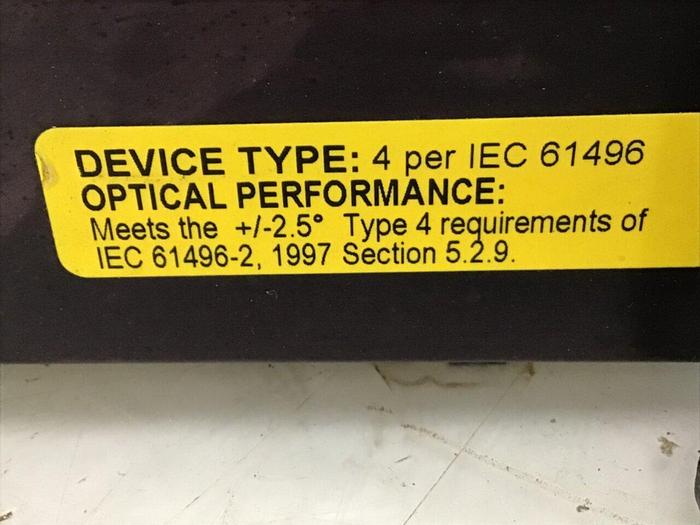 DEVICE TYPE: 4 per IEC 61496
OPTICAL PERFORMANCE:
Meets the +/-2.5° Type 4 requirements of
IEC 61496-2, 1997 Section 5.2.9.